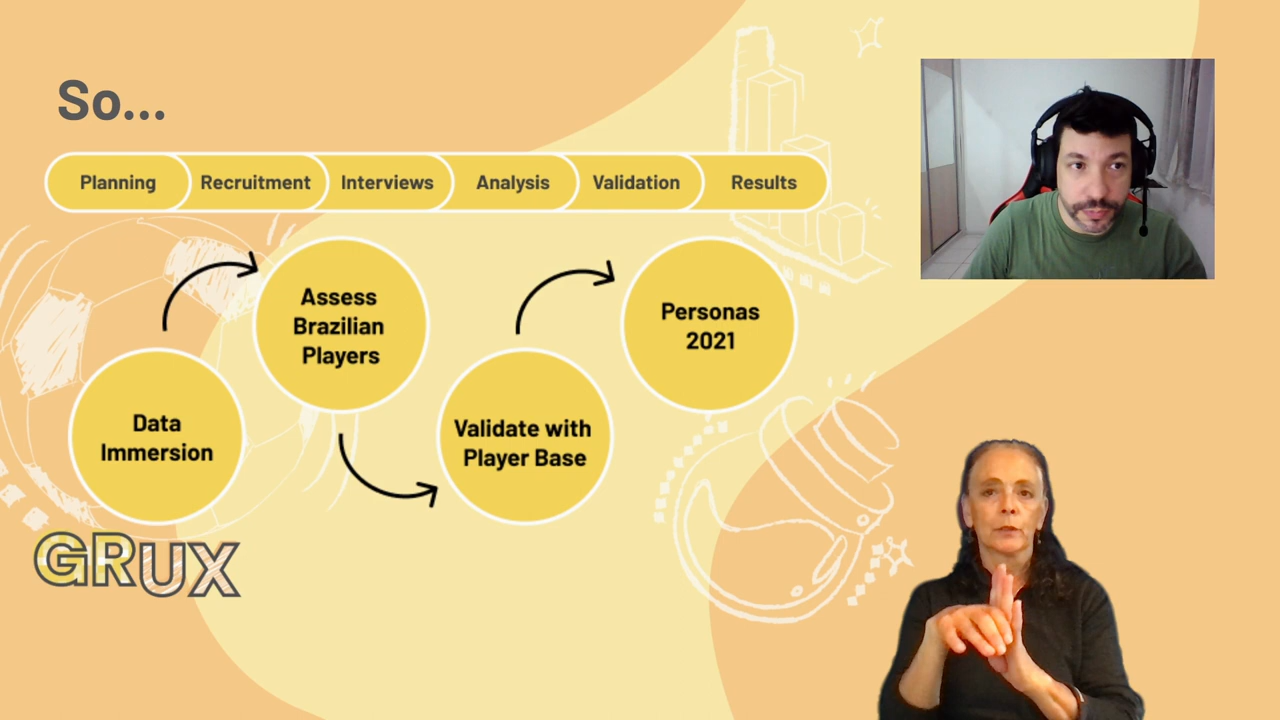 So...
Planning
Recruitment
Interviews
Analysis
Validation
Results
Assess
Brazilian
Players
Personas
2021
Data
Immersion
Validate with
Player Base
GRUX